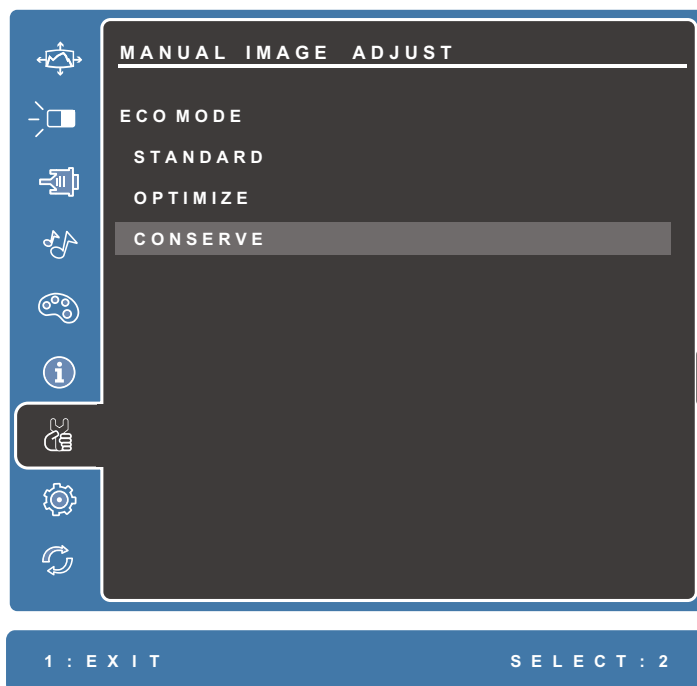 MANUAL IMAGE ADJUST
ECO MODE
STANDARD
OPTIMIZE
CONSERVE
1:EXIT SELECT:2